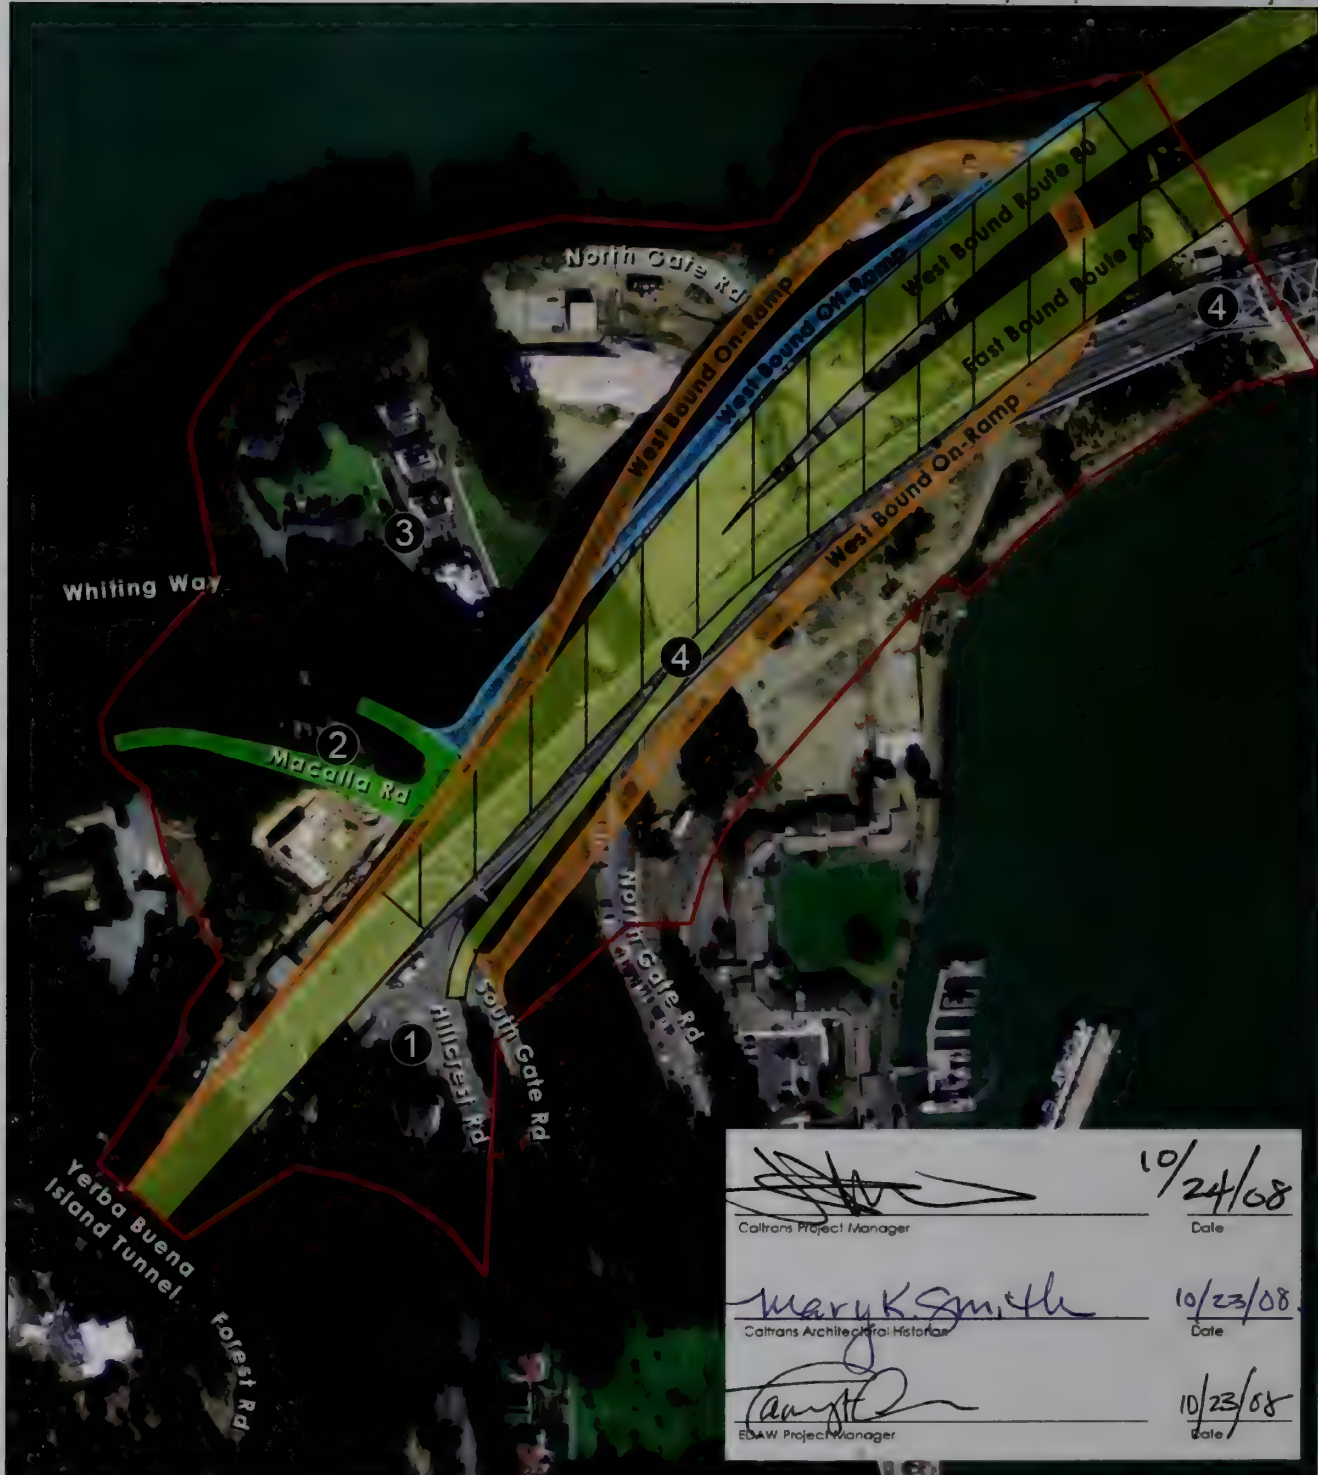 West Bound Route 80
East Bound Route 80
North Gate Rd
West Bound On-Ramp
West Bound Off-Ramp
4
West Bound On-Ramp
3
Whiting Way
4
2
Macalla Rd
North Gate Rd
South Gate Rd
Hillcrest Rd
1
Yerba Buena
Island Tunnel
Forest Rd
10/24/08
Caltrans Project Manager
Date
Mary K. Smith
10/23/08
Caltrans Architectural Historian
Date
10/23/08
EDAW Project Manager
Date